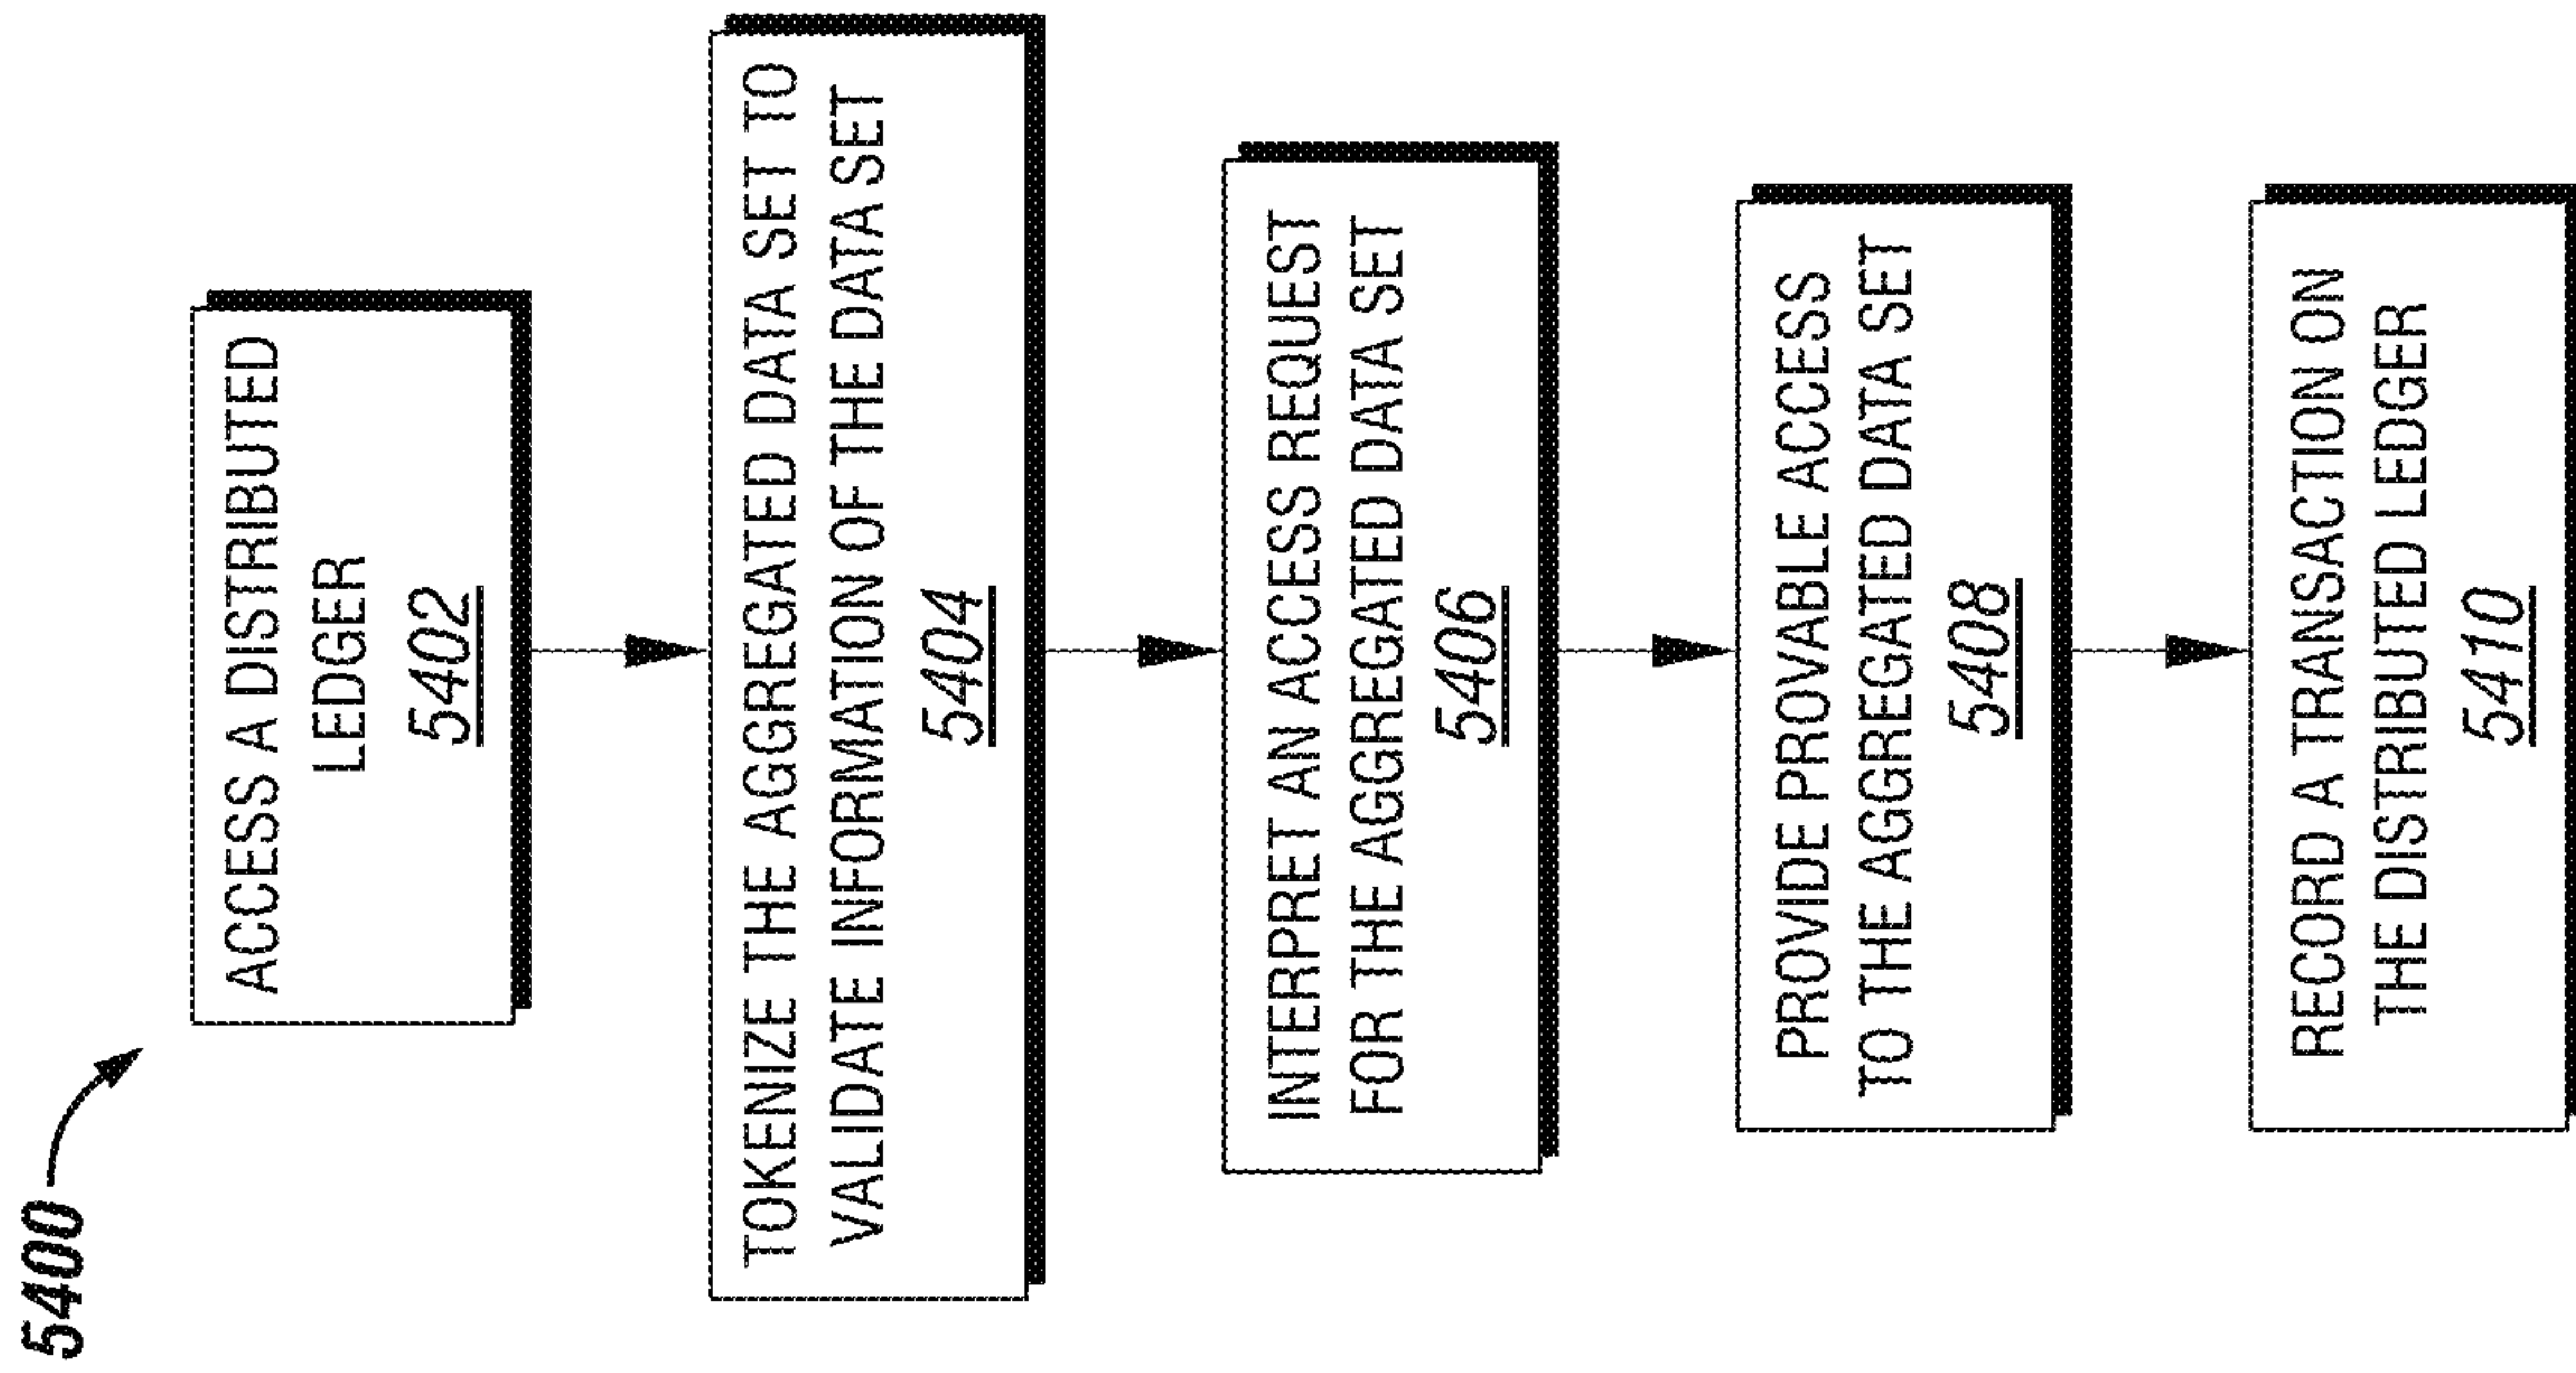 5400
ACCESS A DISTRIBUTED
LEDGER
5402
TOKENIZE THE AGGREGATED DATA SET TO
VALIDATE INFORMATION OF THE DATA SET
5404
INTERPRET AN ACCESS REQUEST
FOR THE AGGREGATED DATA SET
5406
PROVIDE PROVABLE ACCESS
TO THE AGGREGATED DATA SET
5408
RECORD A TRANSACTION ON
THE DISTRIBUTED LEDGER
5410